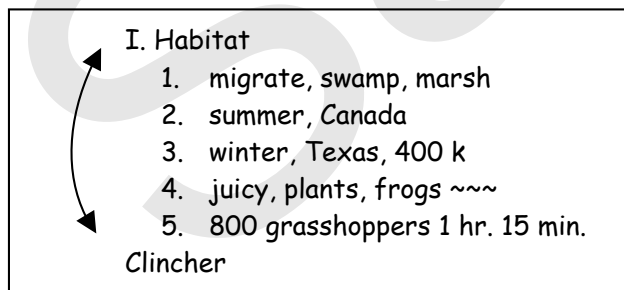 I. Habitat
1. migrate, swamp, marsh
2. summer, Canada
3. winter, Texas, 400 k
4. juicy, plants, frogs ~~~
5. 800 grasshoppers 1 hr. 15 min.
Clincher